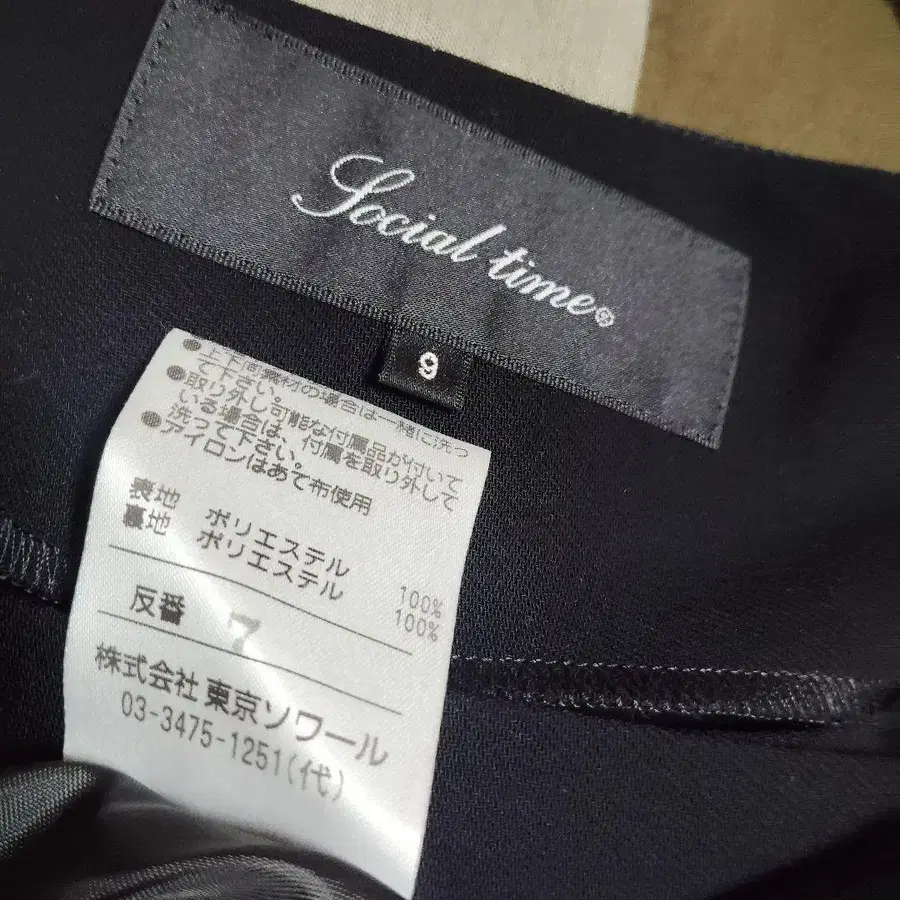 Social time®
9
●上下同素材の場合は一緒に洗っ
て下さい。
●取り外し可能な付属品が付いて
いる場合は、付属を取り外して
洗って下さい。
●アイロンはあて布使用
表地 ポリエステル 100%
裏地 ポリエステル 100%
反番 7
株式会社 東京ソワール
03-3475-1251(代)